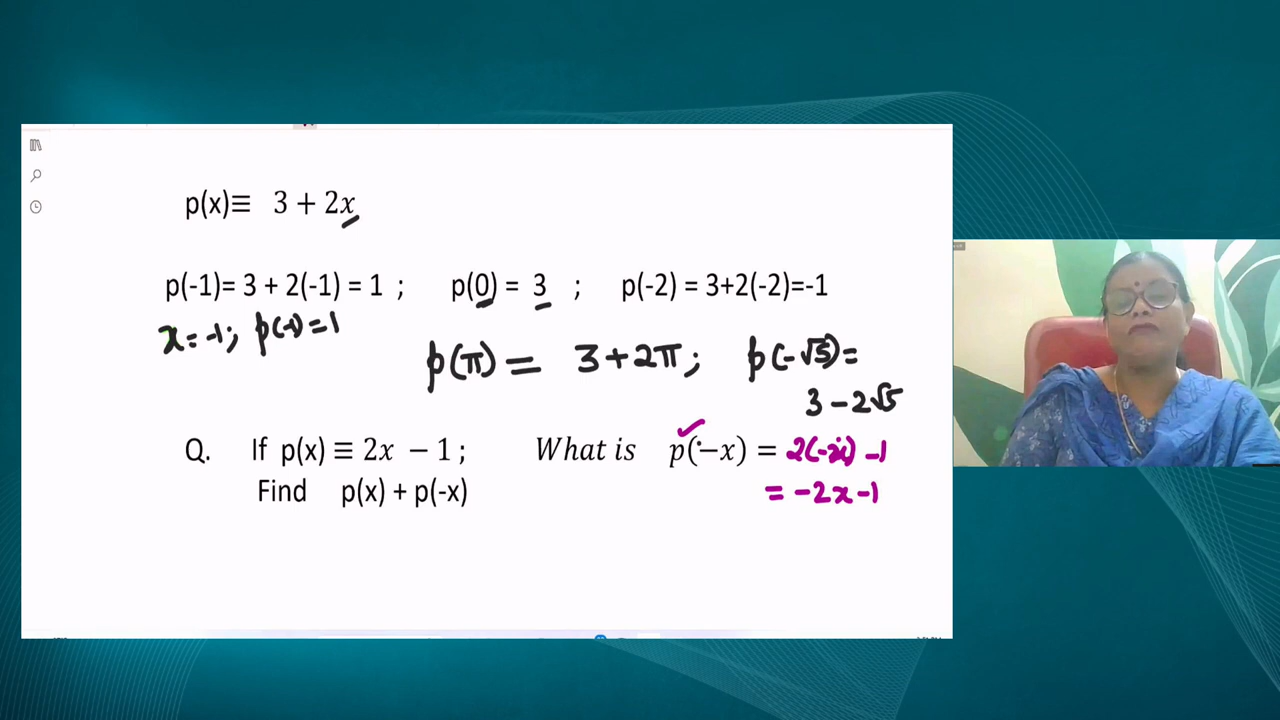 p(x)≡ 3 + 2x
p(-1)= 3 + 2(-1) = 1 ; p(0) = 3 ; p(-2) = 3+2(-2)=-1
x = -1; p(-1) = 1
p(π) = 3 + 2π; p(-√5) =
3 - 2√5
Q. If p(x) ≡ 2x − 1 ; What is p(−x) = 2(-x) -1
Find p(x) + p(-x) = -2x -1